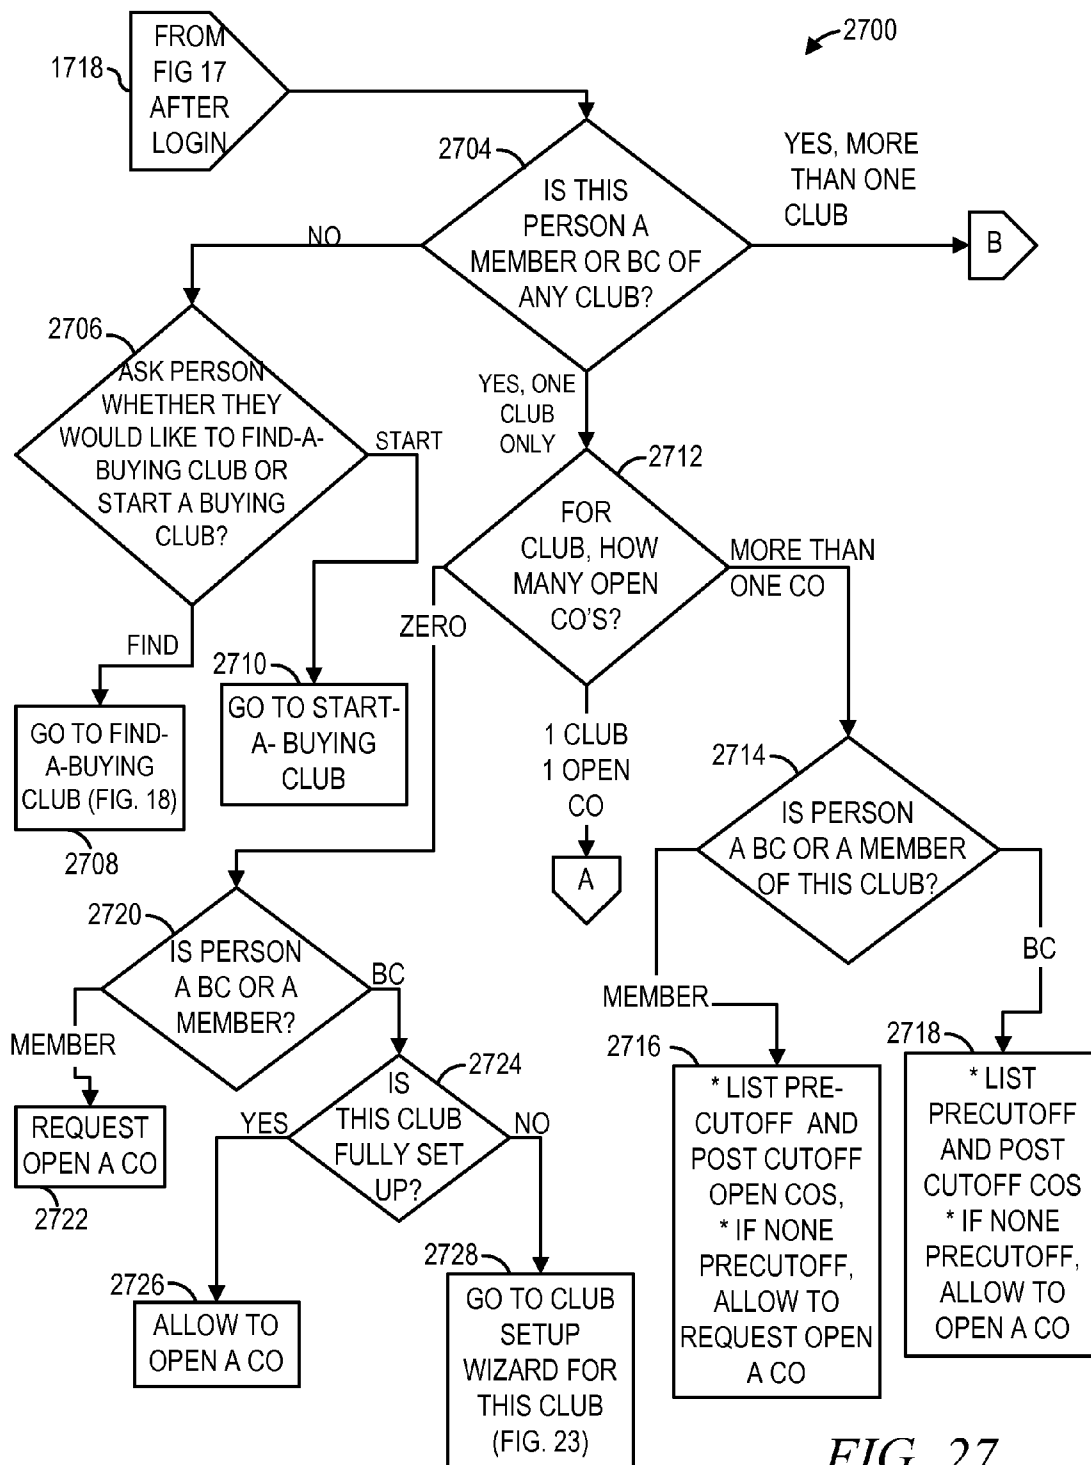 2700
1718
FROM
FIG 17
AFTER
LOGIN
2704
IS THIS
PERSON A
MEMBER OR BC OF
ANY CLUB?
YES, MORE
THAN ONE
CLUB
B
NO
2706
ASK PERSON
WHETHER THEY
WOULD LIKE TO FIND-A-
BUYING CLUB OR
START A BUYING
CLUB?
START
YES, ONE
CLUB
ONLY
2712
FOR
CLUB, HOW
MANY OPEN
CO'S?
MORE THAN
ONE CO
ZERO
FIND
2710
GO TO START-
A- BUYING
CLUB
GO TO FIND-
A-BUYING
CLUB (FIG. 18)
2708
1 CLUB
1 OPEN
CO
A
2714
IS PERSON
A BC OR A MEMBER
OF THIS CLUB?
2720
IS PERSON
A BC OR A
MEMBER?
BC
MEMBER
REQUEST
OPEN A CO
2722
2724
IS
THIS CLUB
FULLY SET
UP?
YES
NO
2726
ALLOW TO
OPEN A CO
2728
GO TO CLUB
SETUP
WIZARD FOR
THIS CLUB
(FIG. 23)
MEMBER
BC
2716
* LIST PRE-
CUTOFF AND
POST CUTOFF
OPEN COS,
* IF NONE
PRECUTOFF,
ALLOW TO
REQUEST OPEN
A CO
2718
* LIST
PRECUTOFF
AND POST
CUTOFF COS
* IF NONE
PRECUTOFF,
ALLOW TO
OPEN A CO
FIG. 27